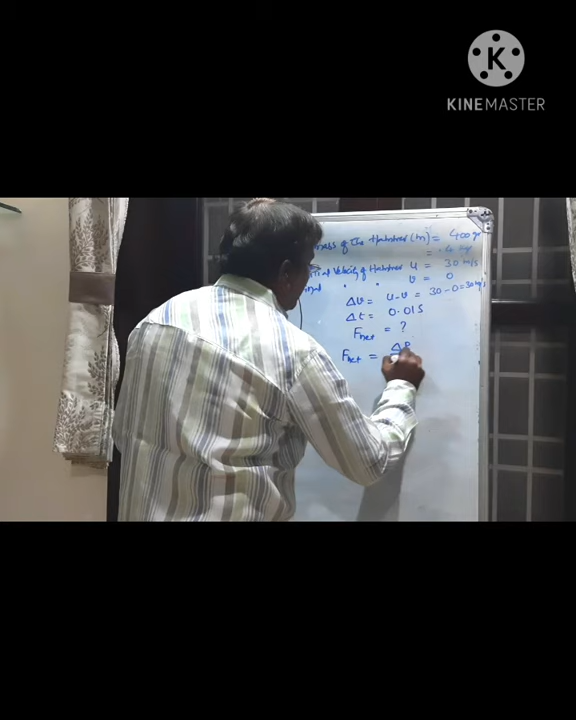 K
KINEMASTER
mass of the Hammer (m) = 400 gr
= .4 kg
Initial Velocity of Hammer u = 30 m/s
" " v = 0
Δv = u-v = 30-0=30 m/s
Δt = 0.01s
Fnet = ?
Fnet = ΔP